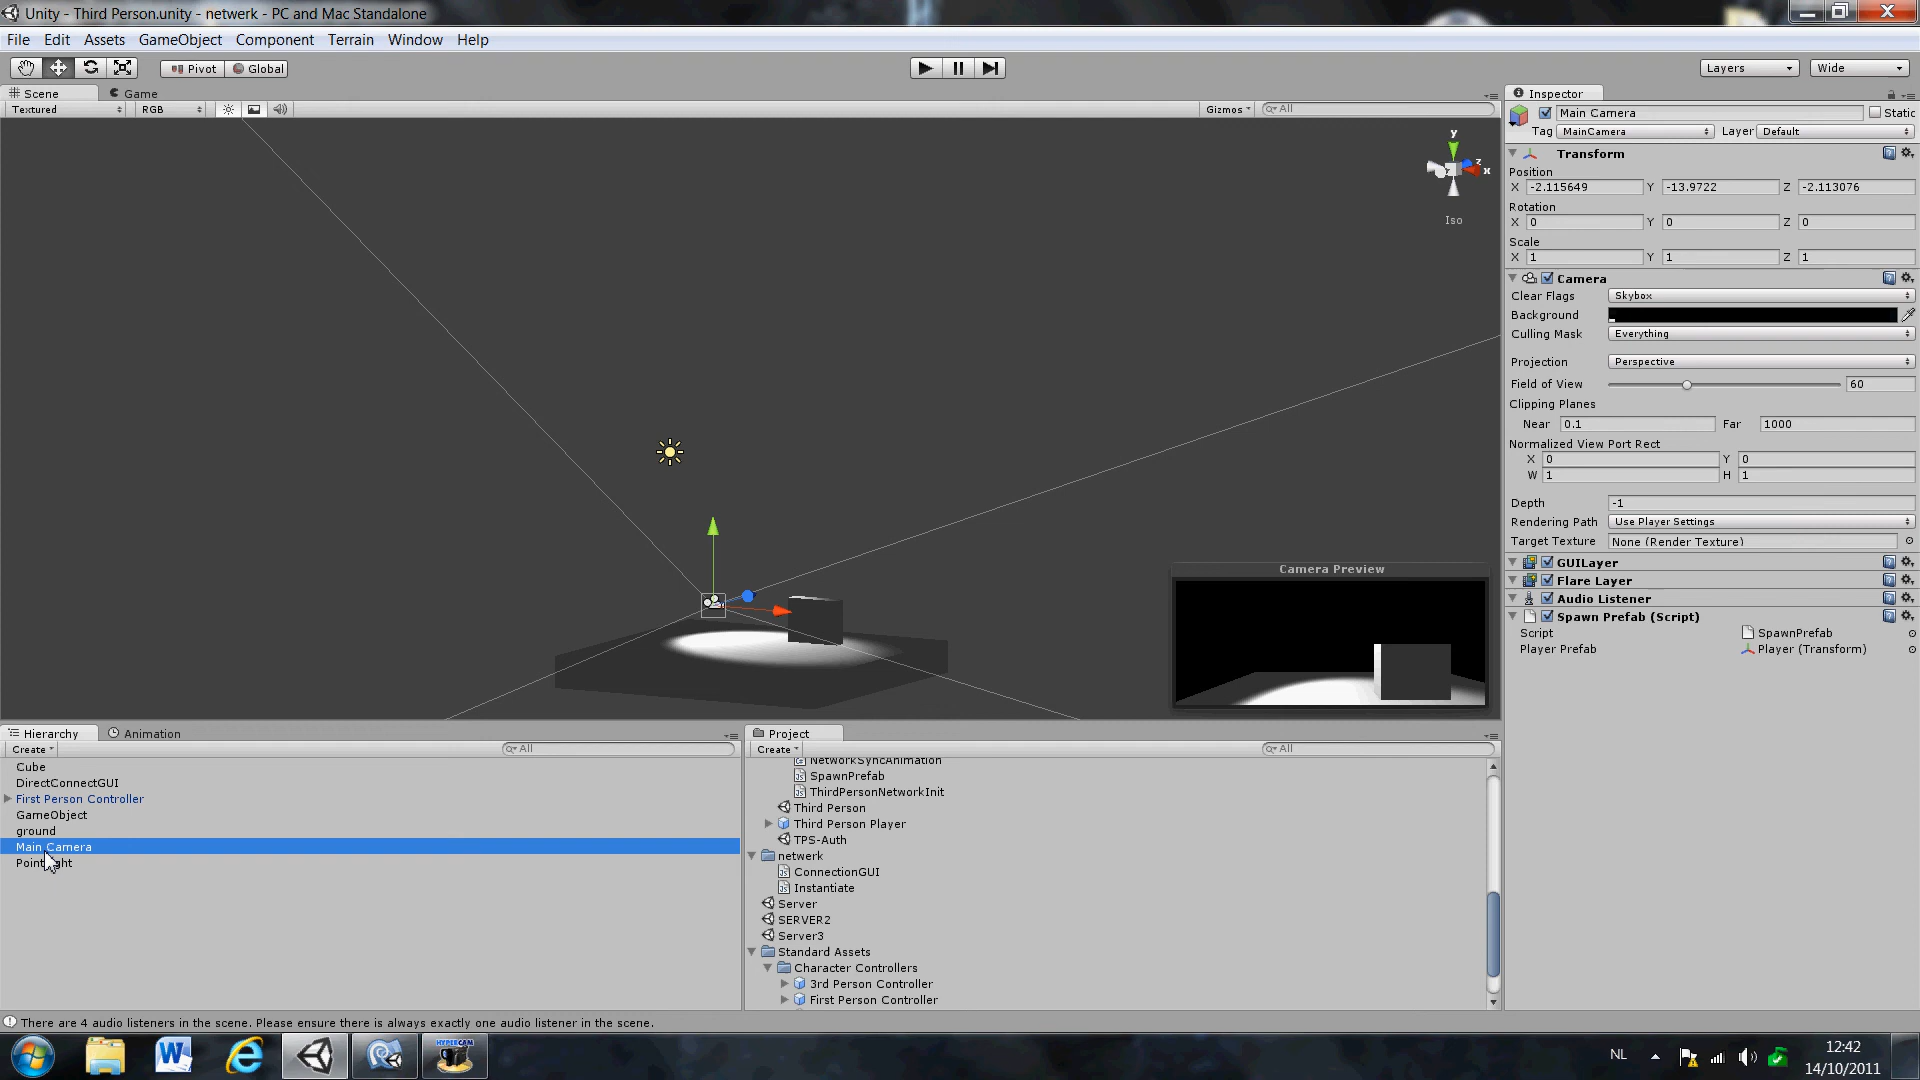 Unity - Third Person.unity - netwerk - PC and Mac Standalone
File Edit Assets GameObject Component Terrain Window Help
Pivot Global
Layers Wide
Scene Game
Textured RGB
Gizmos All
y
z
x
Iso
Camera Preview
Inspector
Main Camera Static
Tag MainCamera Layer Default
Transform
Position
X -2.115649 Y -13.9722 Z -2.113076
Rotation
X 0 Y 0 Z 0
Scale
X 1 Y 1 Z 1
Camera
Clear Flags Skybox
Background
Culling Mask Everything
Projection Perspective
Field of View 60
Clipping Planes
Near 0.1 Far 1000
Normalized View Port Rect
X 0 Y 0
W 1 H 1
Depth -1
Rendering Path Use Player Settings
Target Texture None (Render Texture)
GUILayer
Flare Layer
Audio Listener
Spawn Prefab (Script)
Script SpawnPrefab
Player Prefab Player (Transform)
Hierarchy Animation
Create All
Cube
DirectConnectGUI
First Person Controller
GameObject
ground
Main Camera
Project
Create All
NetworkSyncAnimation
SpawnPrefab
ThirdPersonNetworkInit
Third Person
Third Person Player
TPS-Auth
netwerk
ConnectionGUI
Instantiate
Server
SERVER2
Server3
Standard Assets
Character Controllers
3rd Person Controller
First Person Controller
There are 4 audio listeners in the scene. Please ensure there is always exactly one audio listener in the scene.
HYPERCAM
NL
12:42
14/10/2011